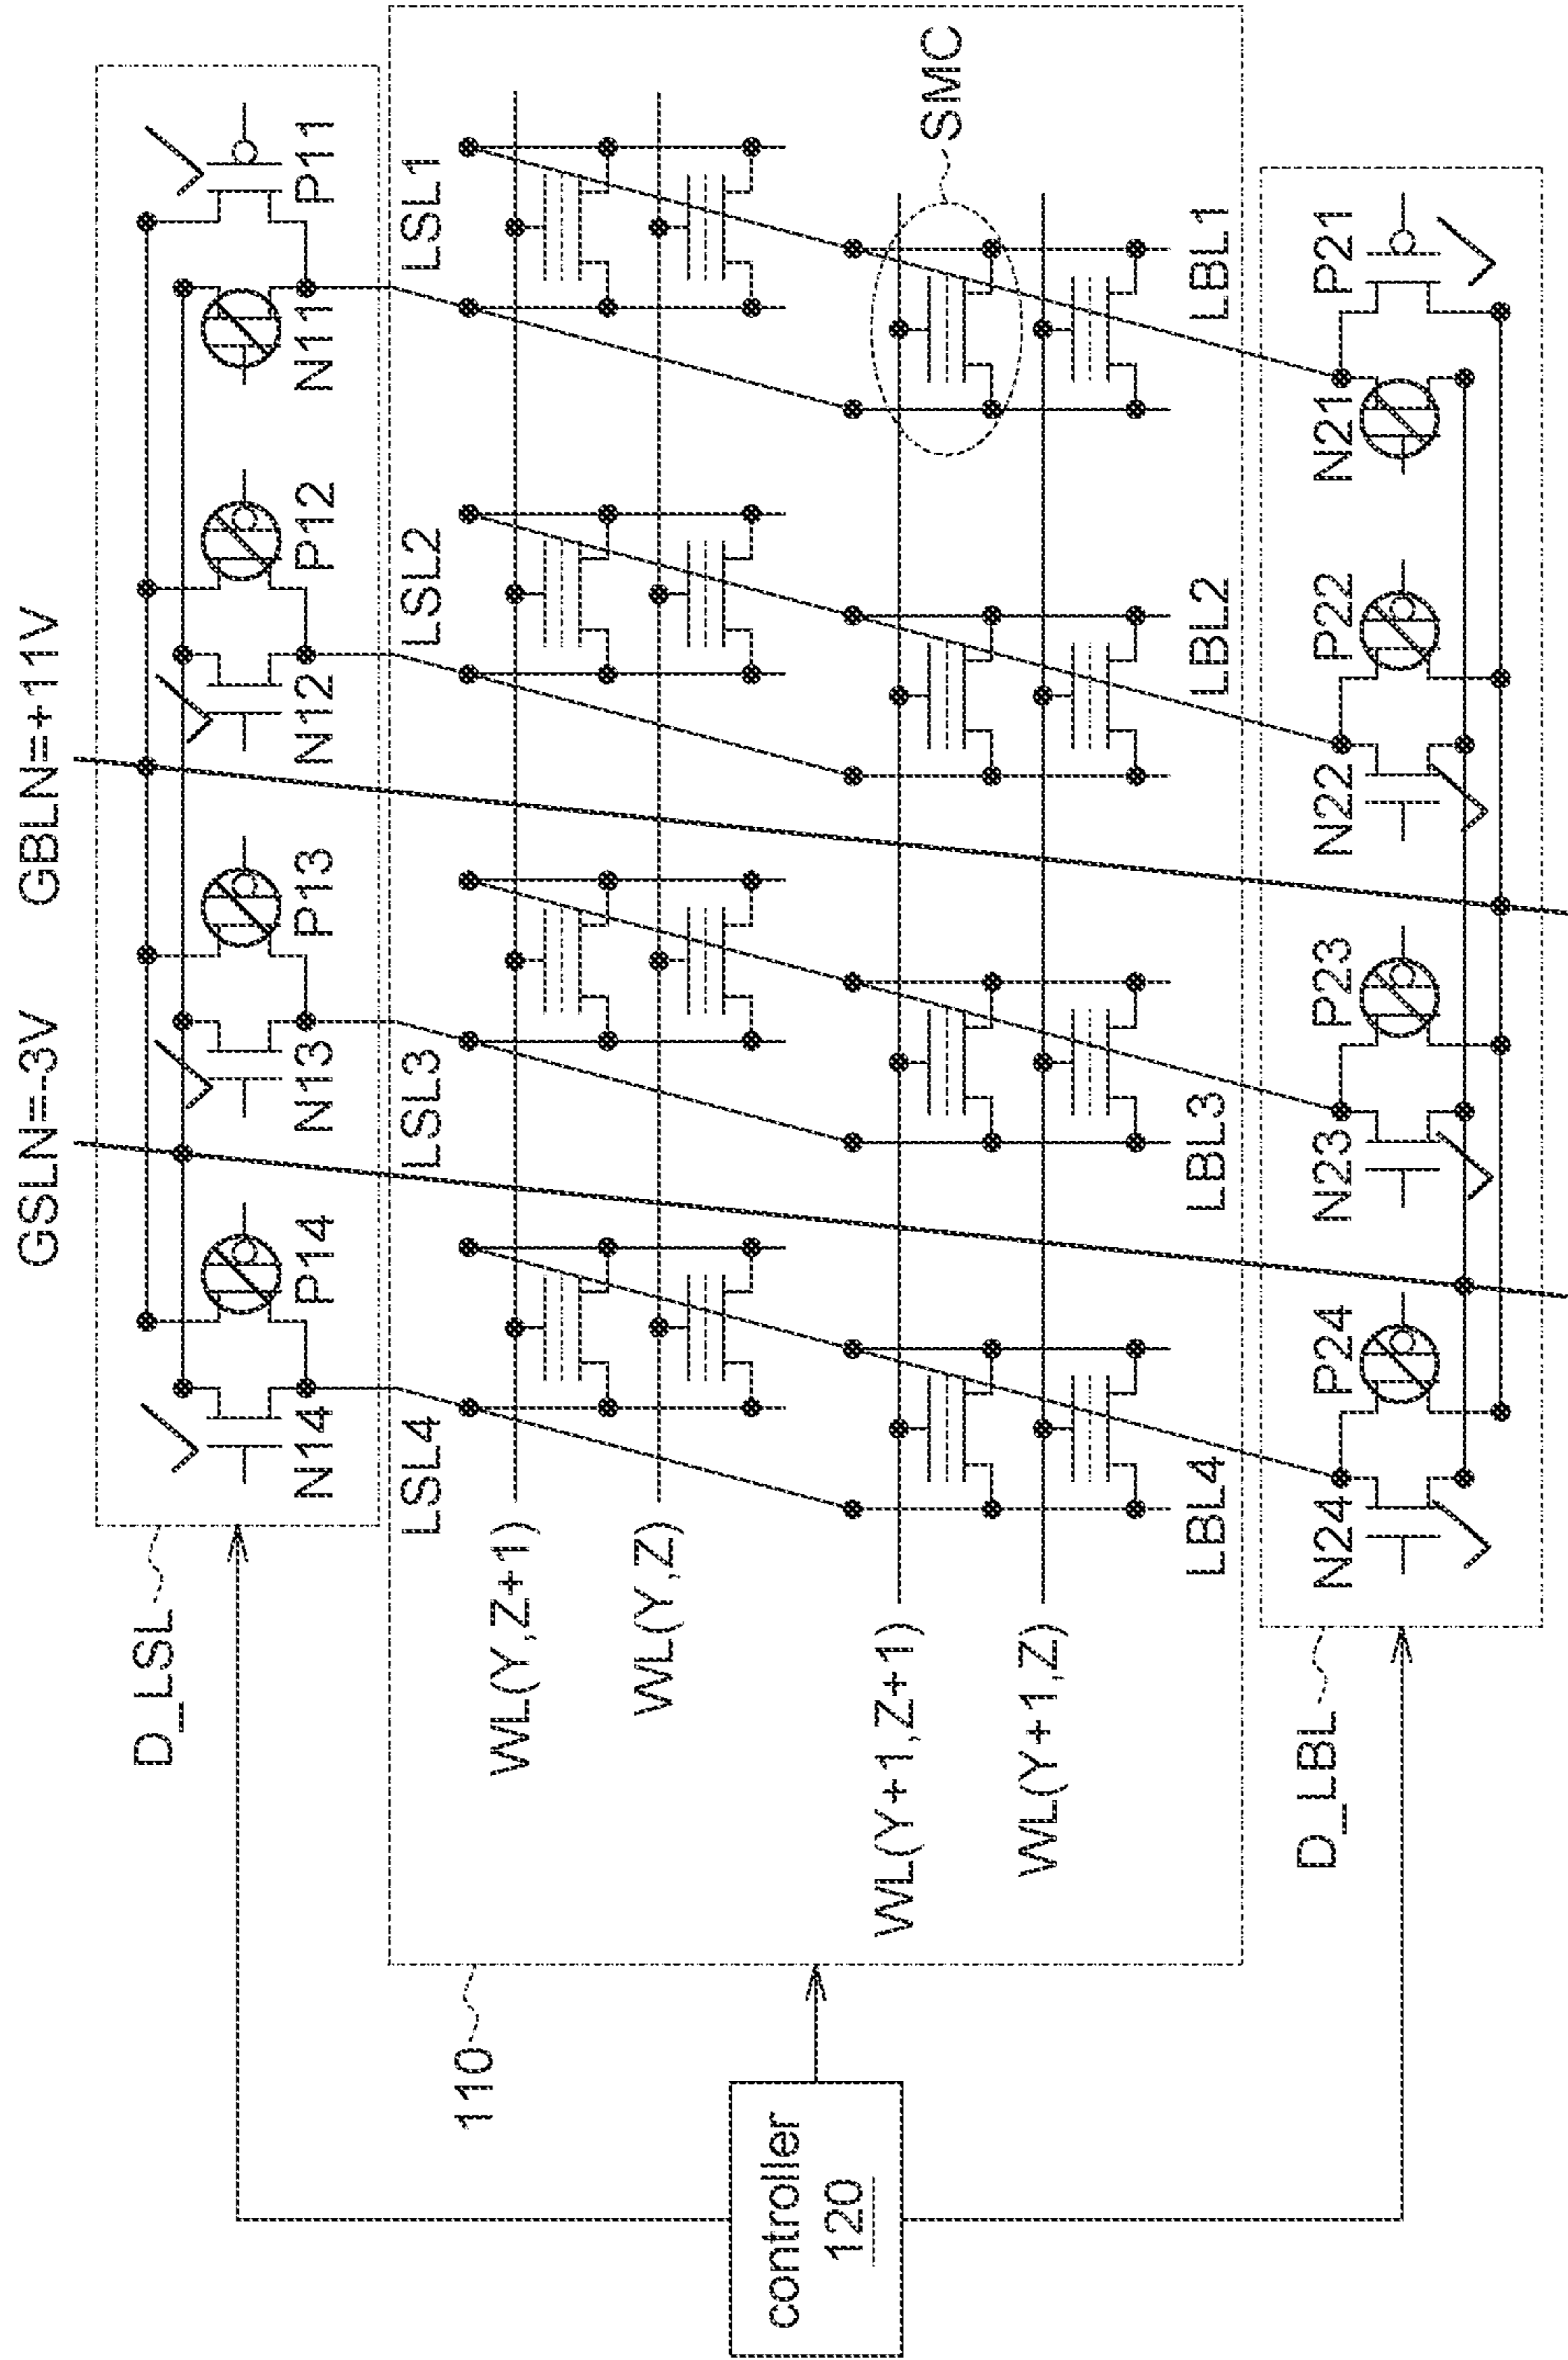 GSLN=-3V
GBLN=+11V
D_LSL
N14
P14
N13
P13
N12
P12
N11
P11
110
LSL4
LSL3
LSL2
LSL1
WL(Y,Z+1)
WL(Y,Z)
WL(Y+1,Z+1)
WL(Y+1,Z)
SMC
LBL4
LBL3
LBL2
LBL1
controller
120
D_LBL
N24
P24
N23
P23
N22
P22
N21
P21